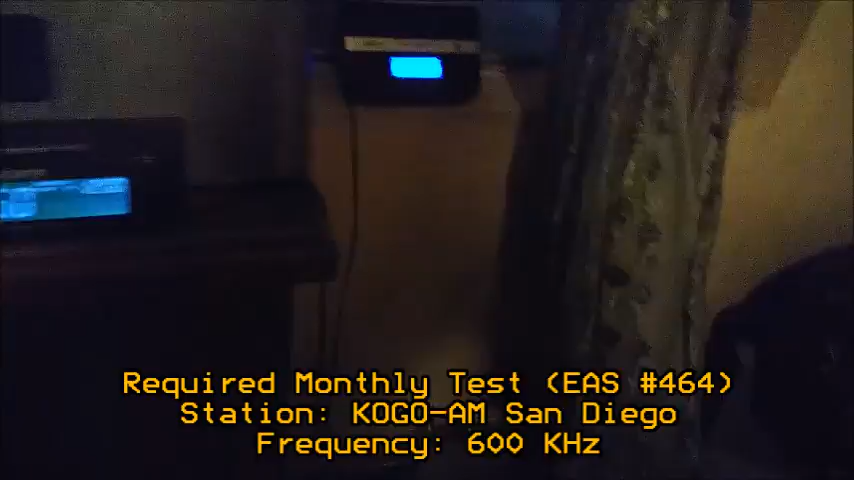 Required Monthly Test (EAS #464)
Station: KOGO-AM San Diego
Frequency: 600 KHz